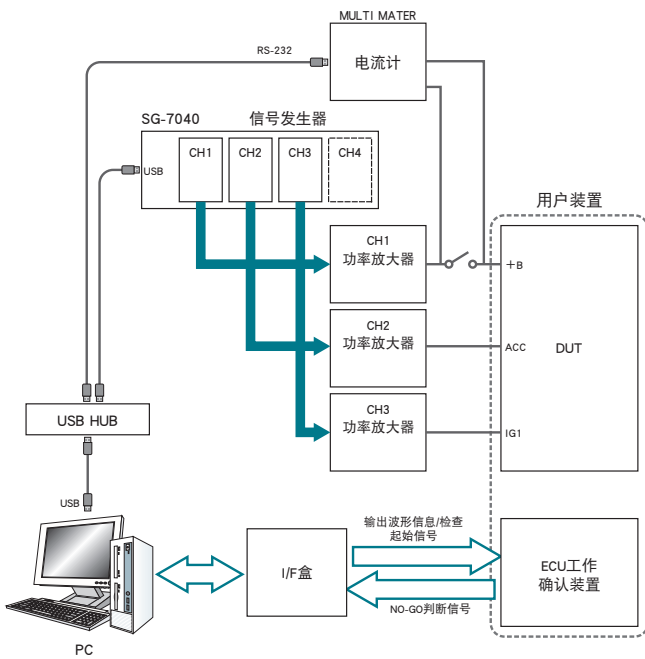 MULTI MATER
RS-232
电流计
SG-7040
信号发生器
USB
CH1
CH2
CH3
CH4
用户装置
CH1
功率放大器
+B
CH2
功率放大器
ACC
DUT
CH3
功率放大器
IG1
USB HUB
USB
PC
I/F盒
输出波形信息/检查
起始信号
NO-GO判断信号
ECU工作
确认装置